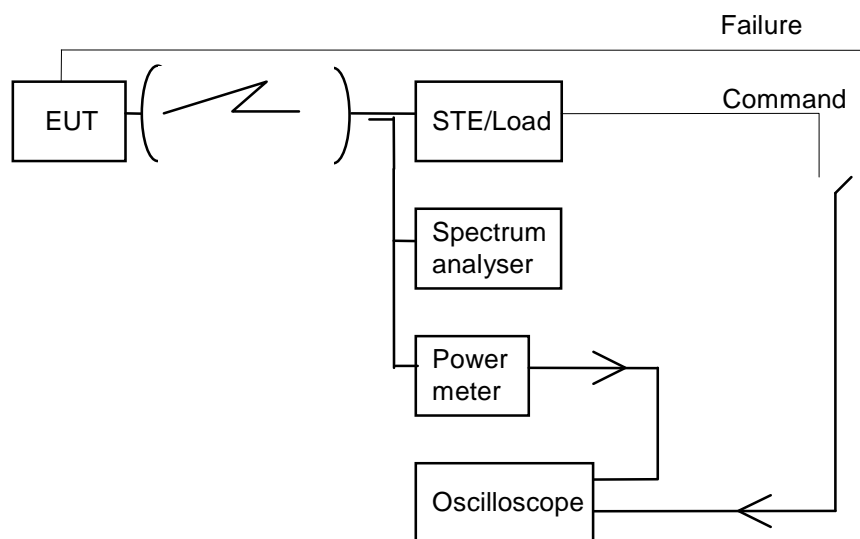 Failure
EUT
STE/Load
Command
Spectrum
analyser
Power
meter
Oscilloscope